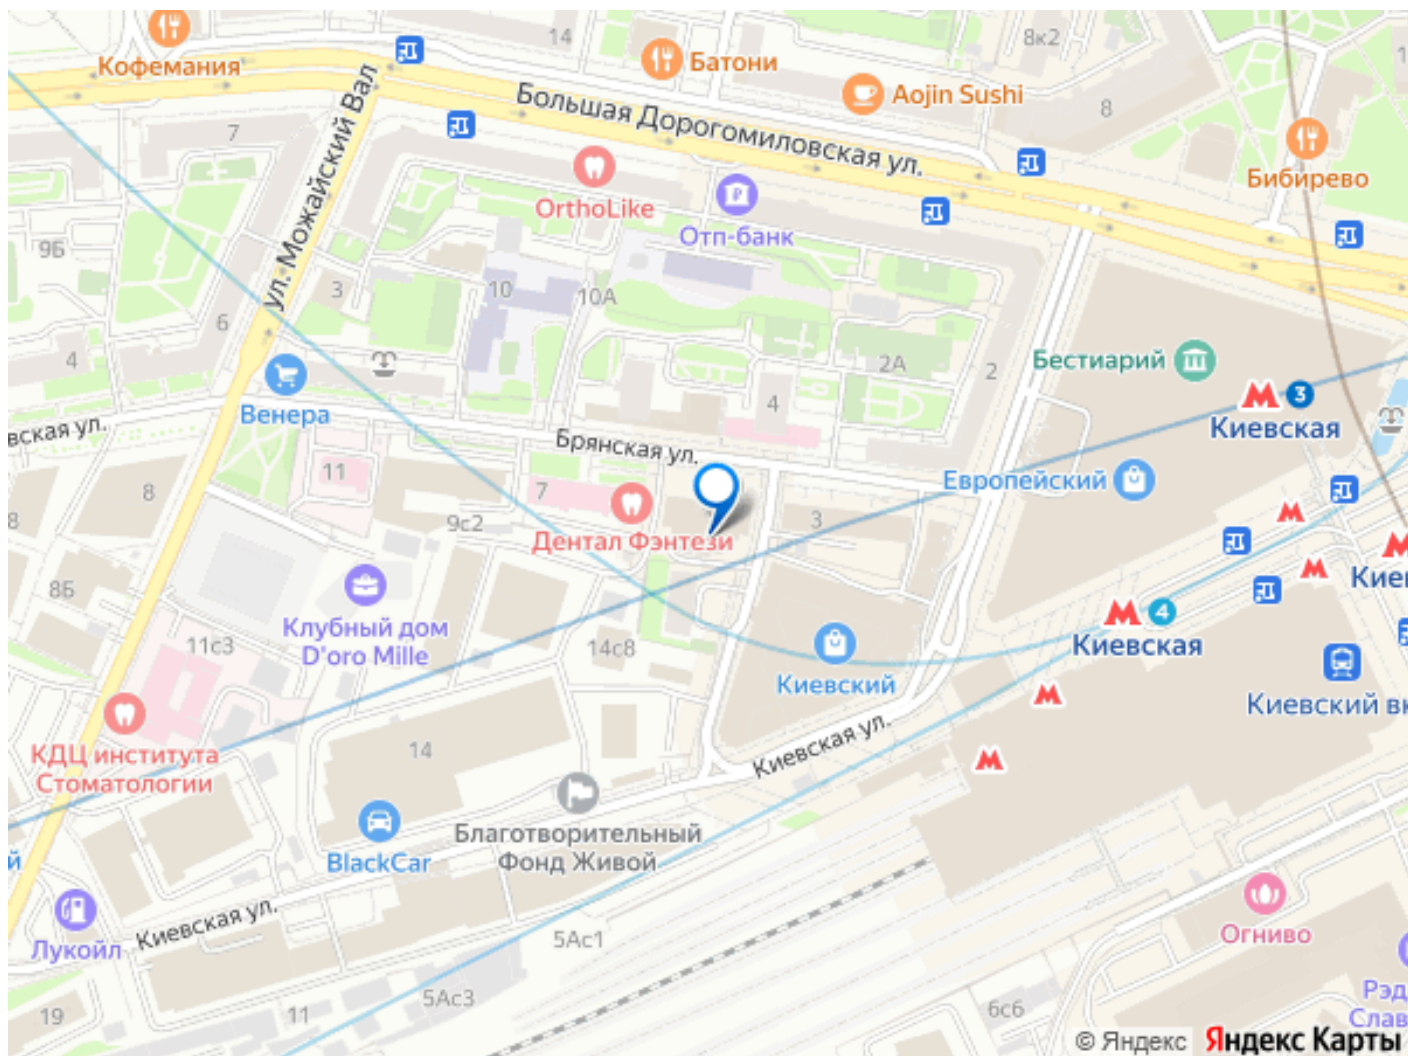 Кофемания
14
Батони
8к2
Aojin Sushi
8
Большая Дорогомиловская ул.
ул. Можайский Вал
7
Бибирево
OrthoLike
Отп-банк
9Б
3
10
10А
6
4
2А
2
Бестиарий
3
Киевская
Венера
вская ул.
4
Брянская ул.
Европейский
11
8
7
9с2
3
8
Дентал Фэнтези
8Б
Клубный дом
D'oro Mille
11с3
14с8
4
Киевская
Кие
Киевский
Киевский вк
КДЦ института
Стоматологии
14
Киевская ул.
BlackCar
Благотворительный
Фонд Живой
й
Лукойл
Киевская ул.
5Ас1
Огниво
5Ас3
11
19
6с6
Рэд
Слав
© Яндекс
Яндекс Карты